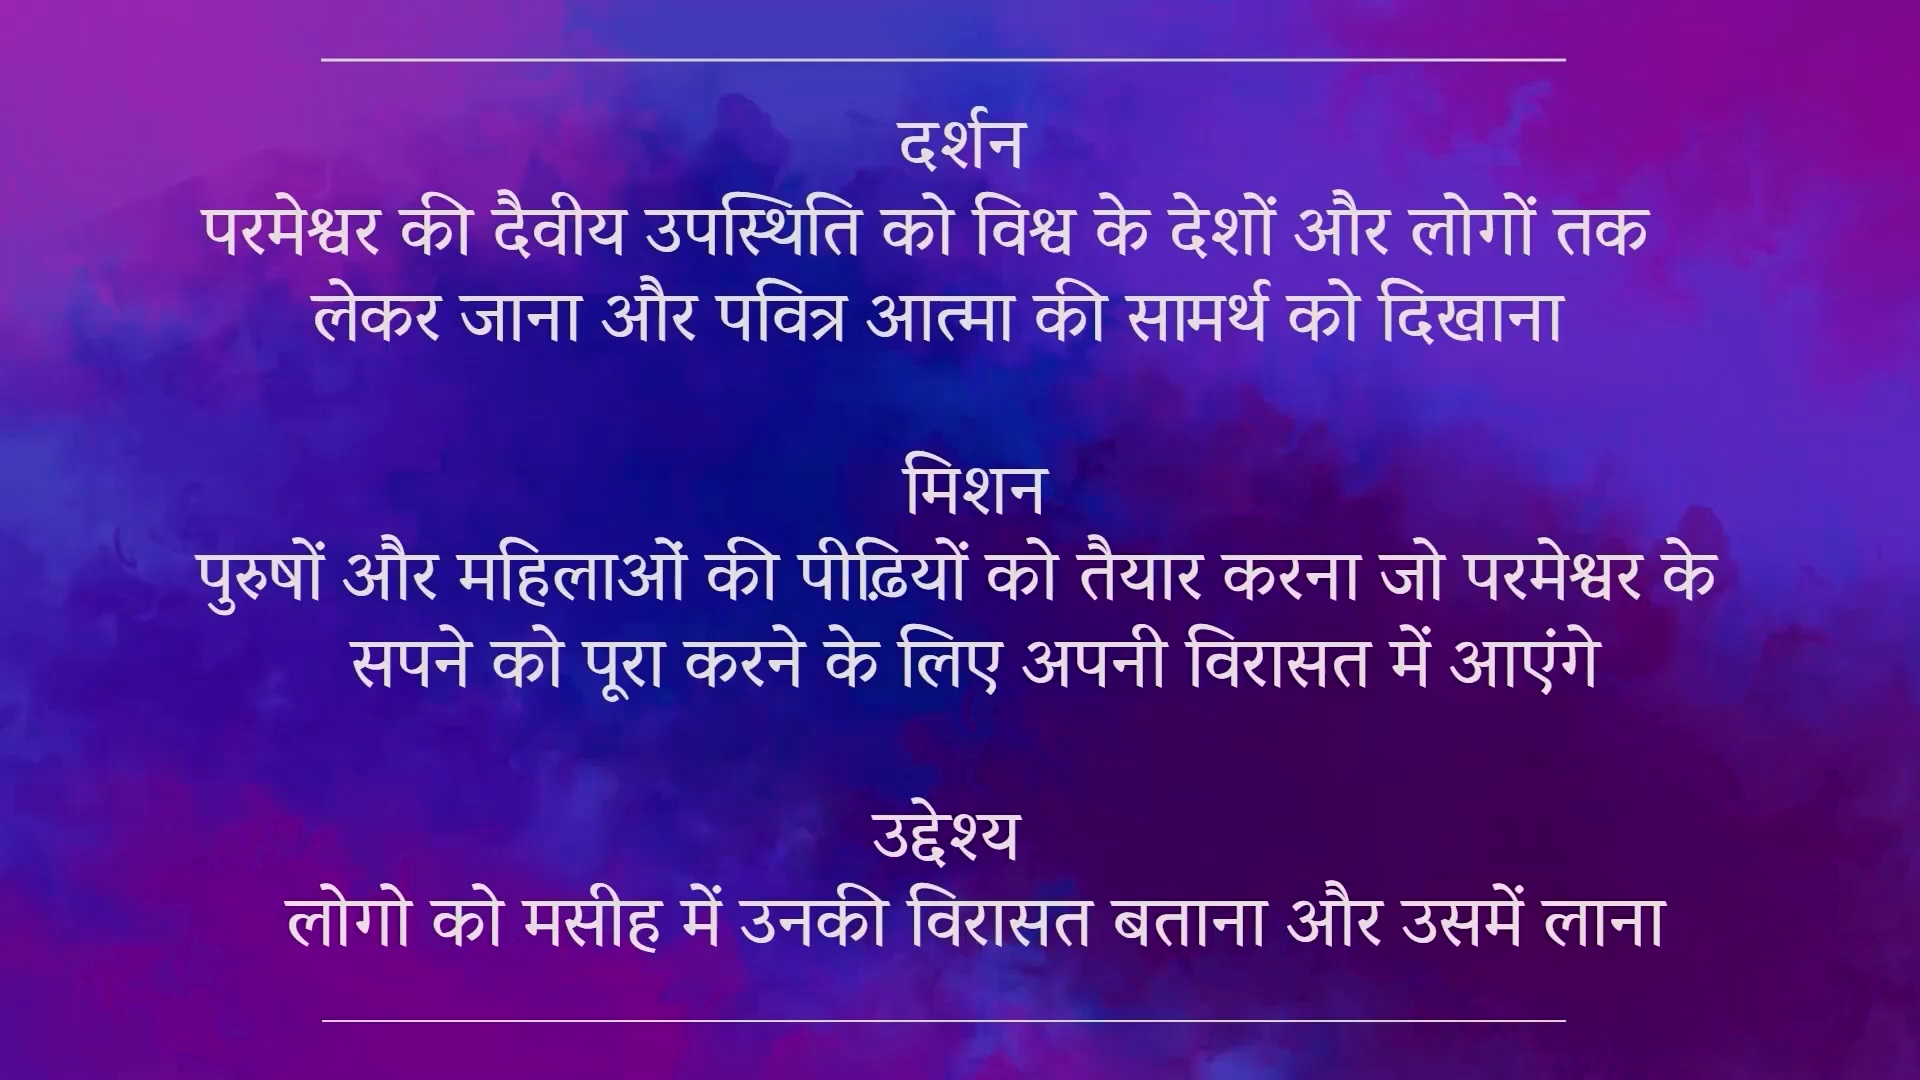 दर्शन
परमेश्वर की दैवीय उपस्थिति को विश्व के देशों और लोगों तक
लेकर जाना और पवित्र आत्मा की सामर्थ को दिखाना
मिशन
पुरुषों और महिलाओं की पीढ़ियों को तैयार करना जो परमेश्वर के
सपने को पूरा करने के लिए अपनी विरासत में आएंगे
उद्देश्य
लोगो को मसीह में उनकी विरासत बताना और उसमें लाना